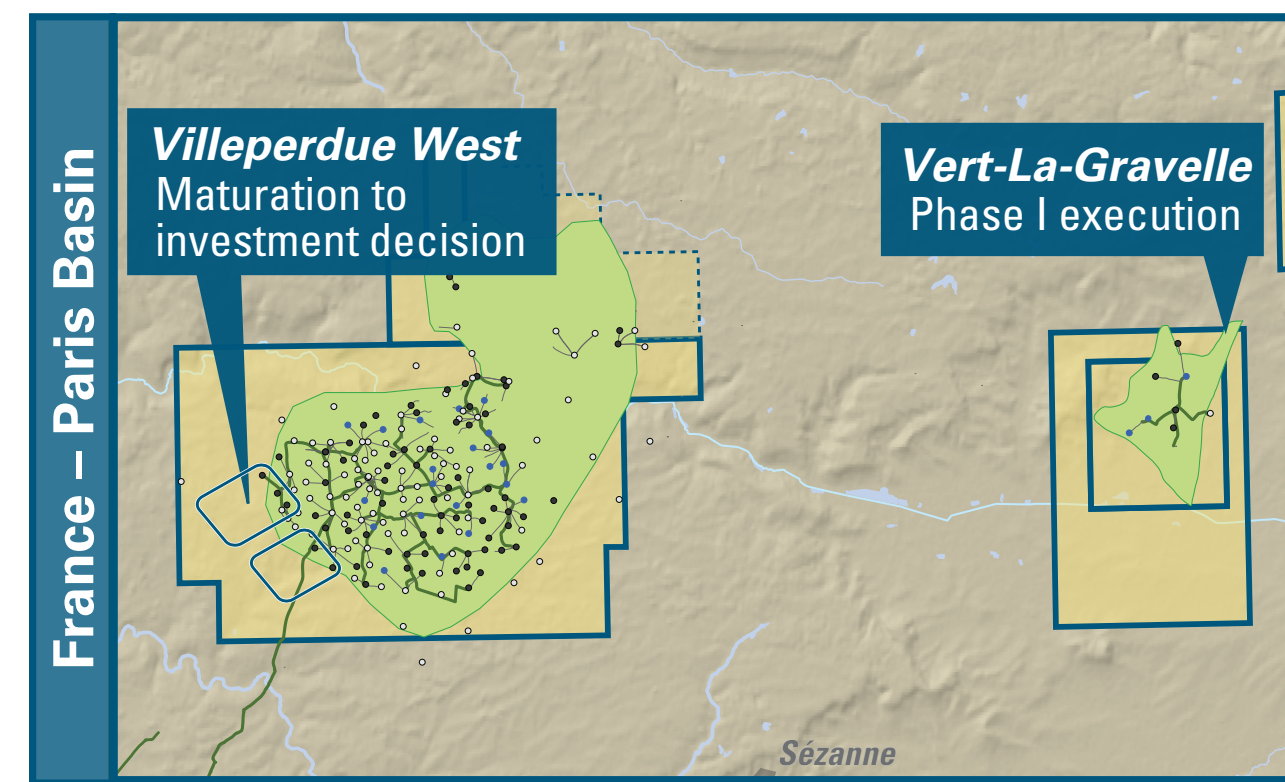 France – Paris Basin
Villeperdue West
Maturation to
investment decision
Vert-La-Gravelle
Phase I execution
Sézanne